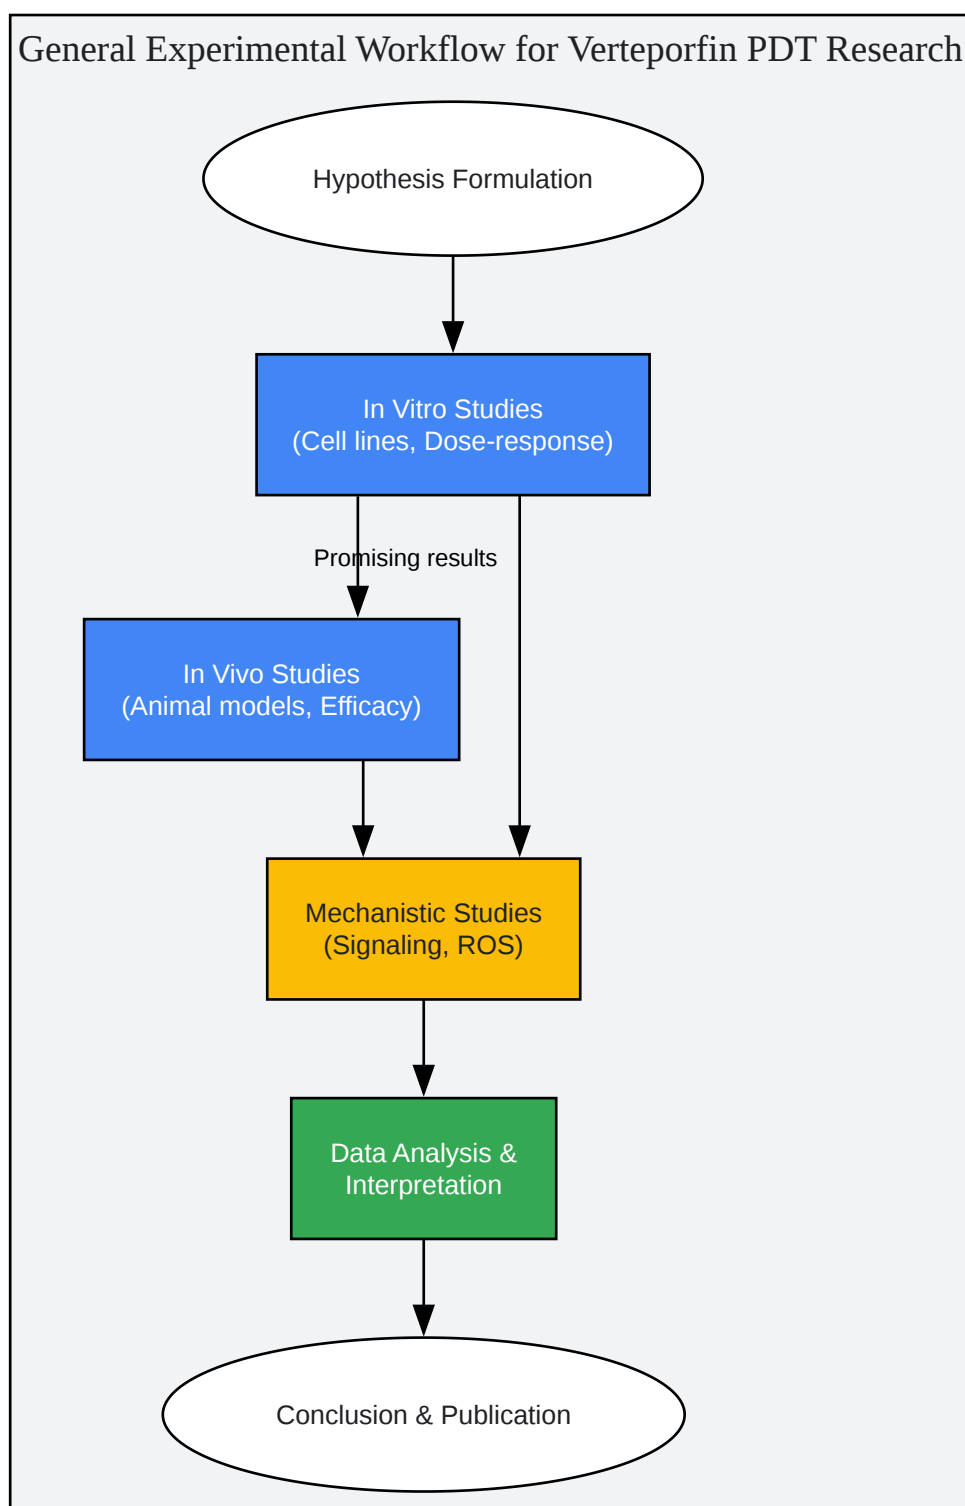 General Experimental Workflow for Verteporfin PDT Research
Hypothesis Formulation
In Vitro Studies
(Cell lines, Dose-response)
Promising results
In Vivo Studies
(Animal models, Efficacy)
Mechanistic Studies
(Signaling, ROS)
Data Analysis &
Interpretation
Conclusion & Publication